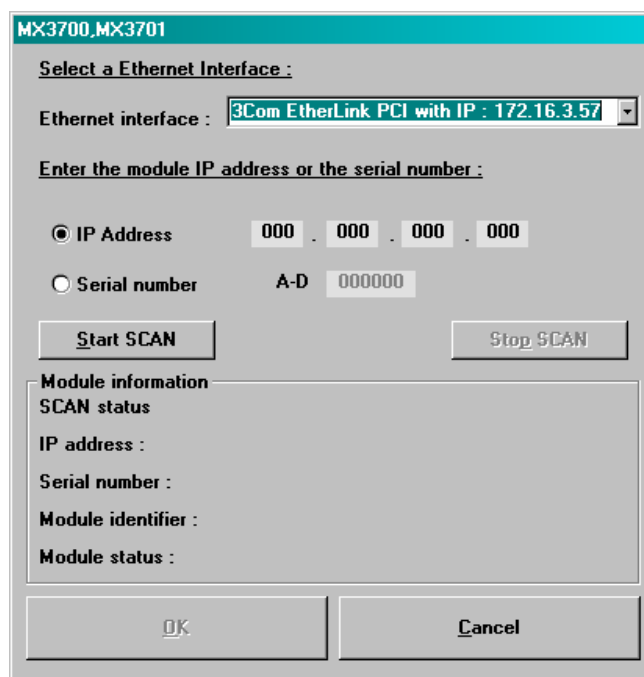 MX3700,MX3701
Select a Ethernet Interface :
Ethernet interface : 3Com EtherLink PCI with IP : 172.16.3.57
Enter the module IP address or the serial number :
IP Address 000 . 000 . 000 . 000
Serial number A-D 000000
Start SCAN Stop SCAN
Module information
SCAN status
IP address :
Serial number :
Module identifier :
Module status :
OK Cancel